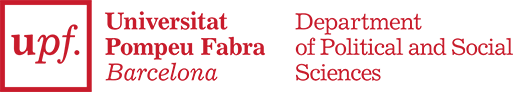 upf.
Universitat
Pompeu Fabra
Barcelona
Department
of Political and Social
Sciences